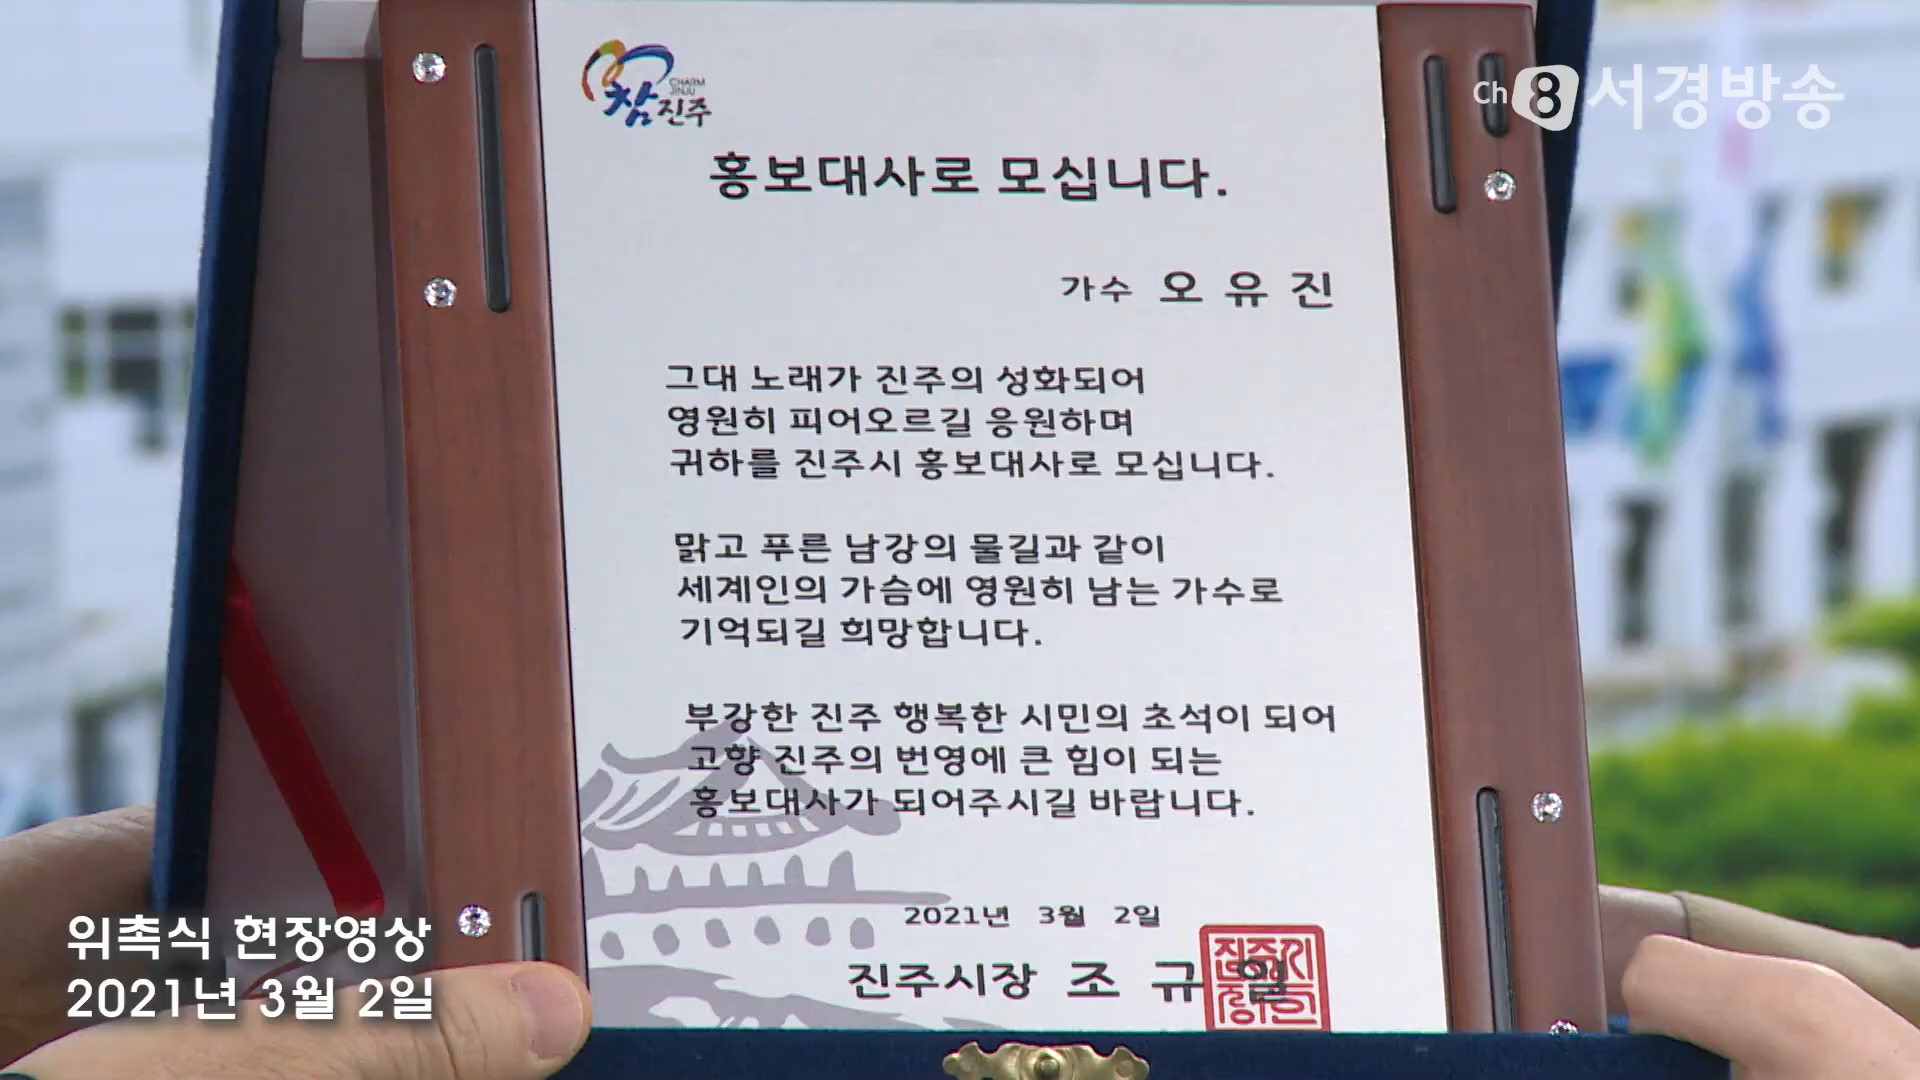 Ch 8 서경방송
CHARM
JINJU
참진주
홍보대사로 모십니다.
가수 오유진
그대 노래가 진주의 성화되어
영원히 피어오르길 응원하며
귀하를 진주시 홍보대사로 모십니다.
맑고 푸른 남강의 물길과 같이
세계인의 가슴에 영원히 남는 가수로
기억되길 희망합니다.
부강한 진주 행복한 시민의 초석이 되어
고향 진주의 번영에 큰 힘이 되는
홍보대사가 되어주시길 바랍니다.
2021년 3월 2일
진주시장 조규일
위촉식 현장영상
2021년 3월 2일